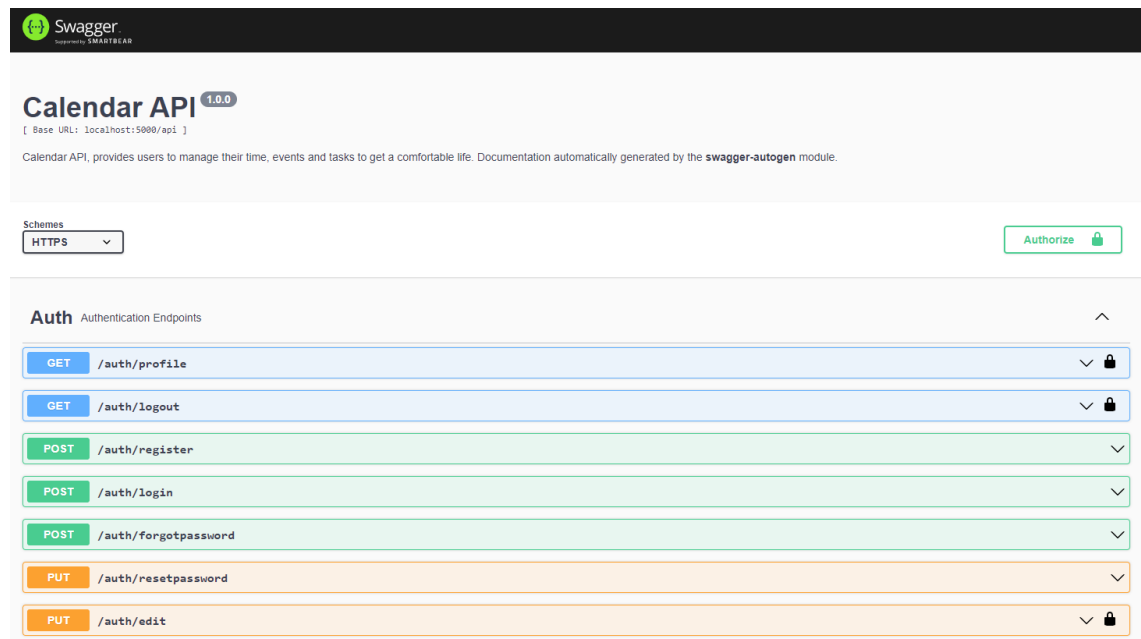 Swagger.
Supported by SMARTBEAR
Calendar API 1.0.0
[ Base URL: localhost:5000/api ]
Calendar API, provides users to manage their time, events and tasks to get a comfortable life. Documentation automatically generated by the swagger-autogen module.
Schemes
HTTPS
Authorize
Auth Authentication Endpoints
GET /auth/profile
GET /auth/logout
POST /auth/register
POST /auth/login
POST /auth/forgotpassword
PUT /auth/resetpassword
PUT /auth/edit